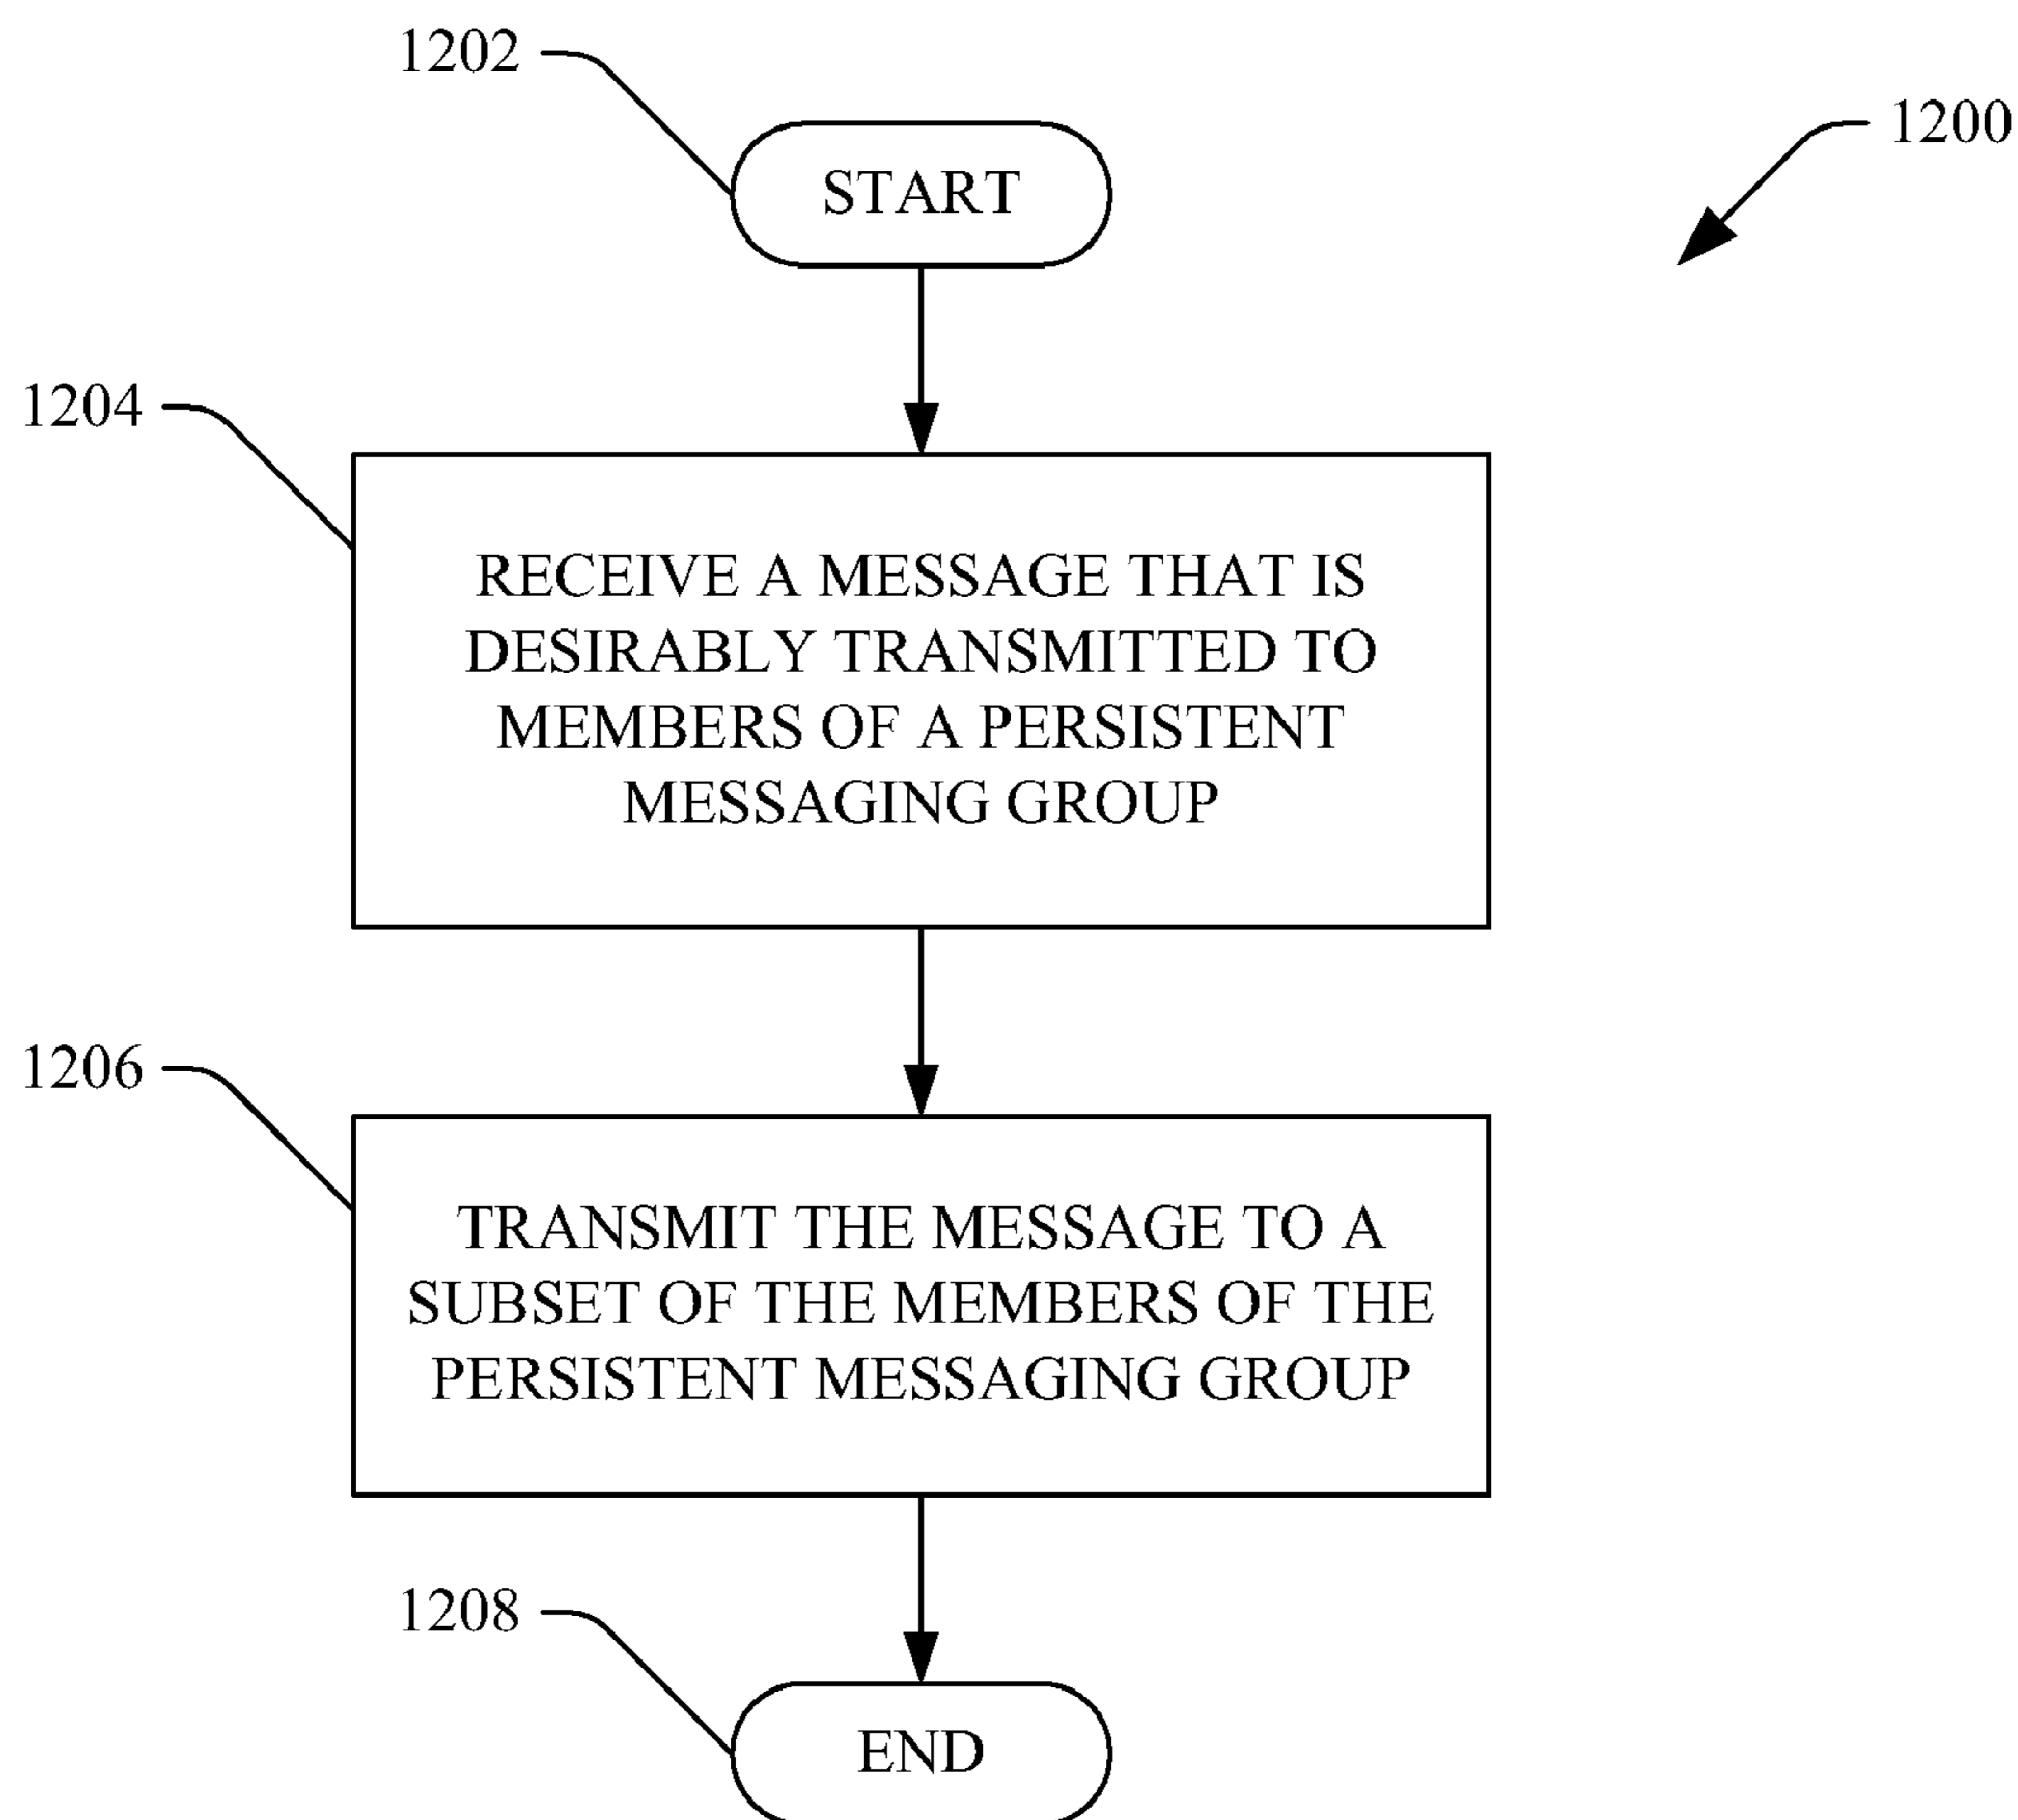 1202
1200
START
1204
RECEIVE A MESSAGE THAT IS
DESIRABLY TRANSMITTED TO
MEMBERS OF A PERSISTENT
MESSAGING GROUP
1206
TRANSMIT THE MESSAGE TO A
SUBSET OF THE MEMBERS OF THE
PERSISTENT MESSAGING GROUP
1208
END